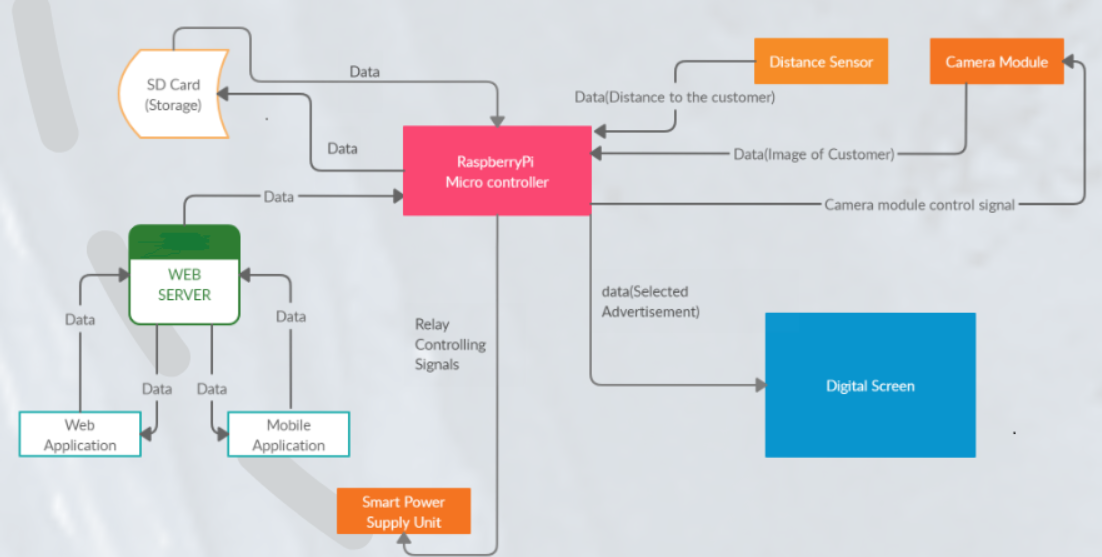 SD Card
(Storage)
Data
Data
Distance Sensor
Camera Module
Data(Distance to the customer)
RaspberryPi
Micro controller
Data(Image of Customer)
Camera module control signal
Data
WEB
SERVER
Data
Data
Data
Data
Web
Application
Mobile
Application
Relay
Controlling
Signals
data(Selected
Advertisement)
Digital Screen
Smart Power
Supply Unit